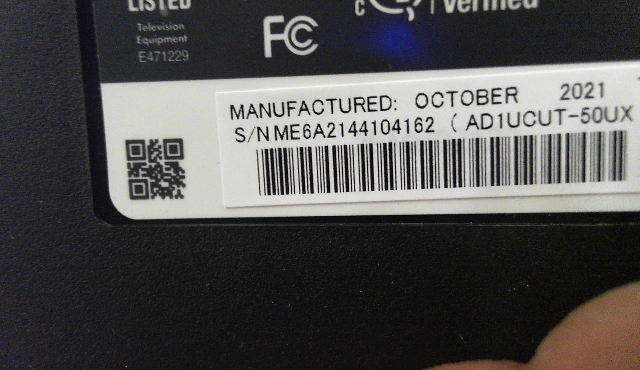 LISTED
Television
Equipment
E471229
FC
c
Verified
MANUFACTURED: OCTOBER 2021
S/N ME6A2144104162 ( AD1UCUT-50UX